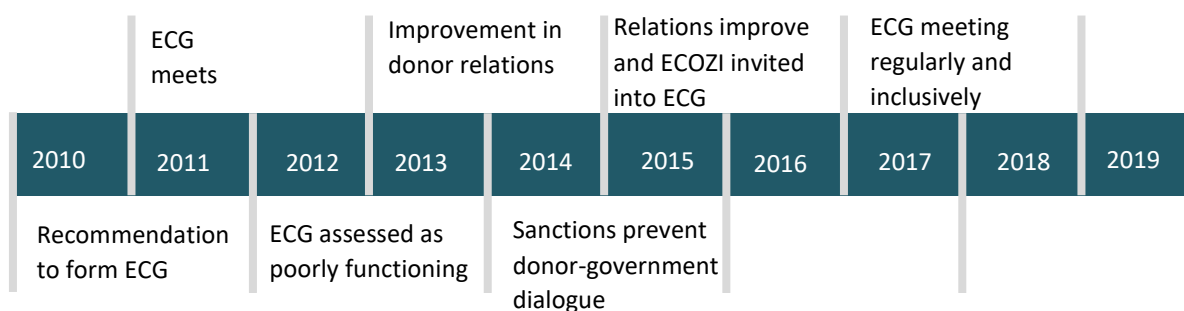 ECG
meets
Improvement in
donor relations
Relations improve
and ECOZI invited
into ECG
ECG meeting
regularly and
inclusively
2010 2011 2012 2013 2014 2015 2016 2017 2018 2019
Recommendation
to form ECG
ECG assessed as
poorly functioning
Sanctions prevent
donor-government
dialogue